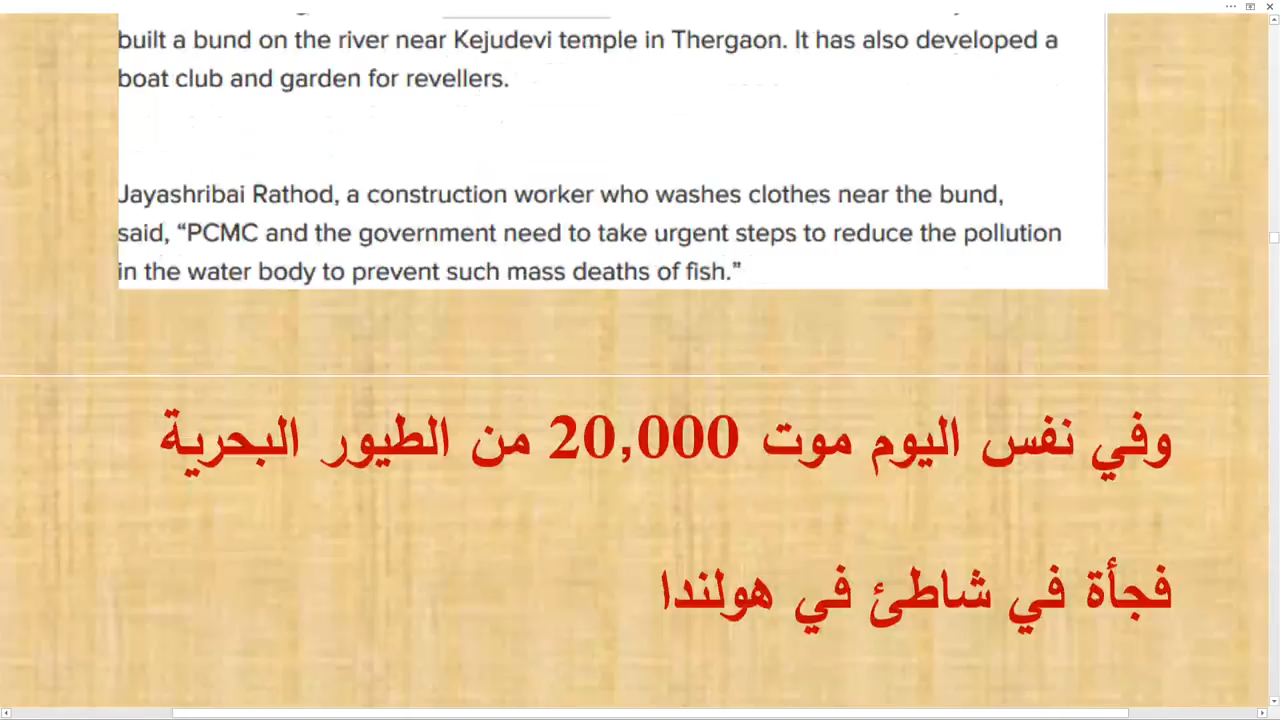 built a bund on the river near Kejudevi temple in Thergaon. It has also developed a
boat club and garden for revellers.
Jayashribai Rathod, a construction worker who washes clothes near the bund,
said, “PCMC and the government need to take urgent steps to reduce the pollution
in the water body to prevent such mass deaths of fish.”
وفي نفس اليوم موت 20,000 من الطيور البحرية
فجأة في شاطئ في هولندا